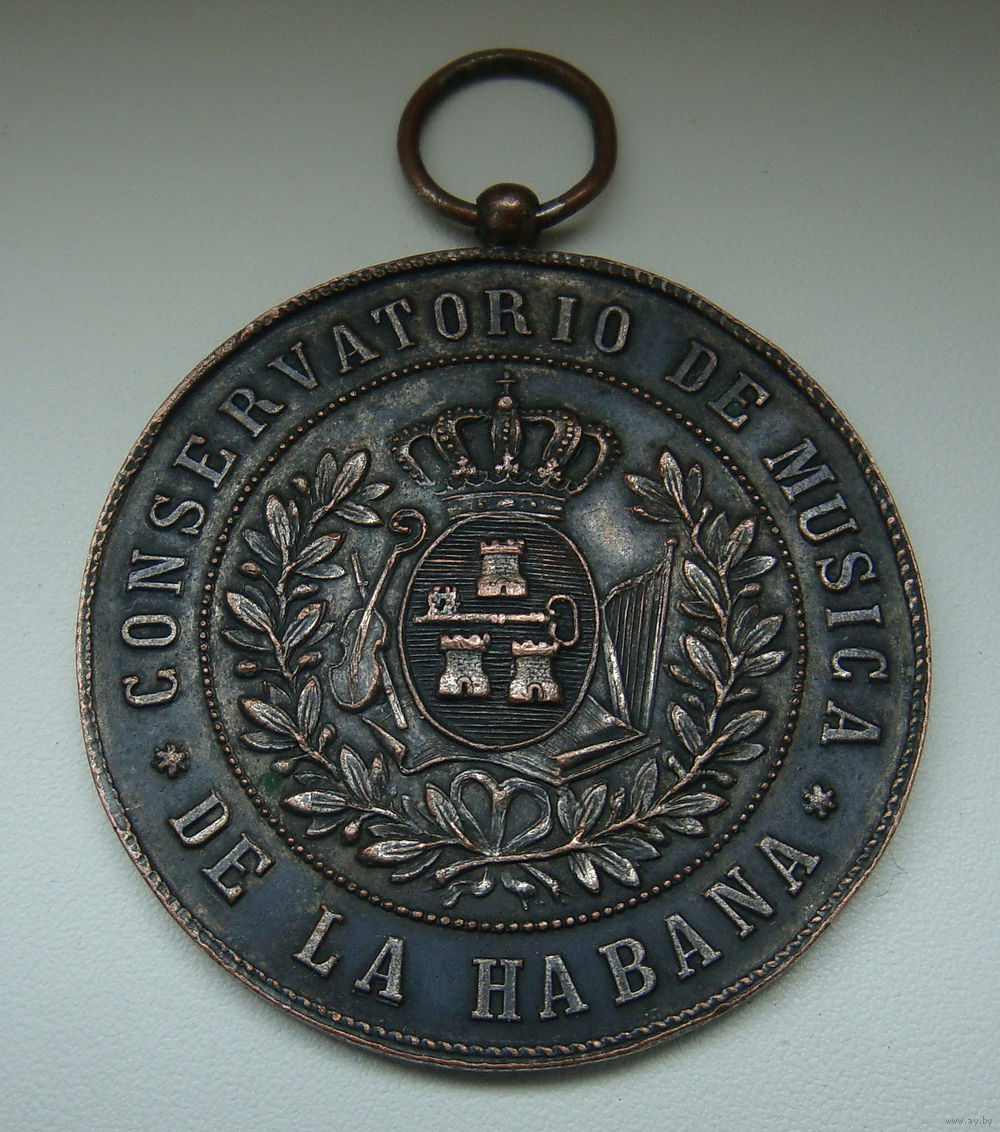 CONSERVATORIO DE MUSICA
* DE LA HABANA *
www.ay.by